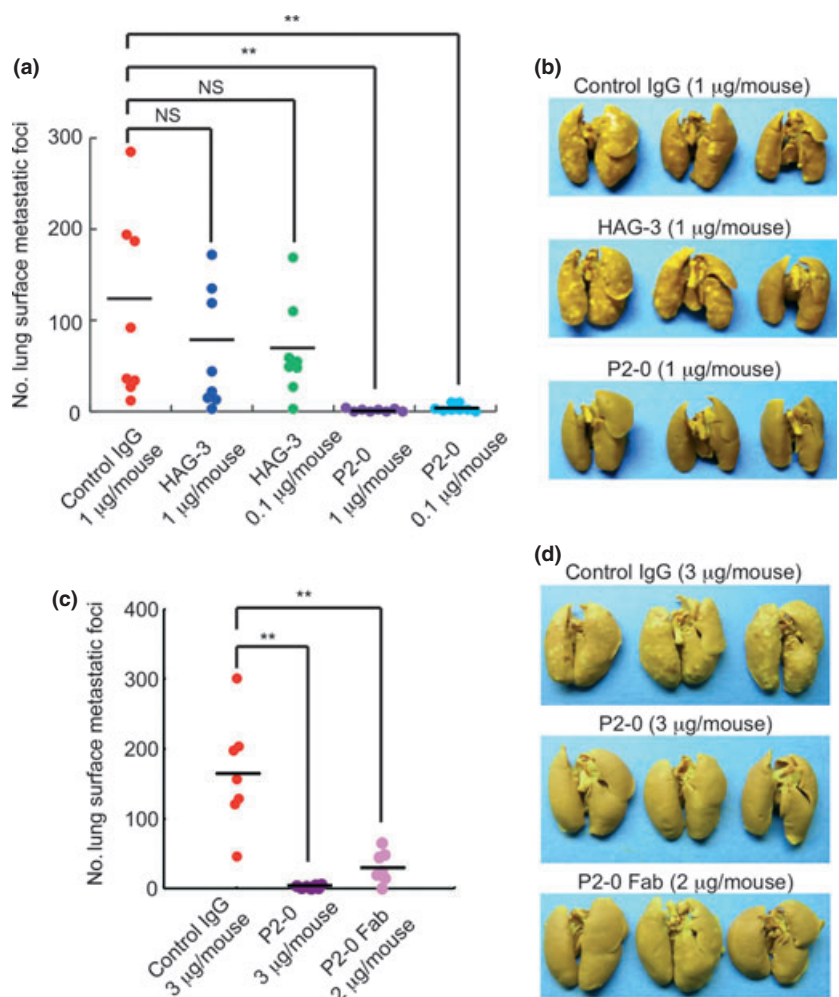 (a)
**
**
NS
NS
No. lung surface metastatic foci
300
200
100
0
Control IgG
1 μg/mouse
HAG-3
1 μg/mouse
HAG-3
0.1 μg/mouse
P2-0
1 μg/mouse
P2-0
0.1 μg/mouse
(b)
Control IgG (1 μg/mouse)
HAG-3 (1 μg/mouse)
P2-0 (1 μg/mouse)
(c)
**
**
No. lung surface metastatic foci
400
300
200
100
0
Control IgG
3 μg/mouse
P2-0
3 μg/mouse
P2-0 Fab
2 μg/mouse
(d)
Control IgG (3 μg/mouse)
P2-0 (3 μg/mouse)
P2-0 Fab (2 μg/mouse)